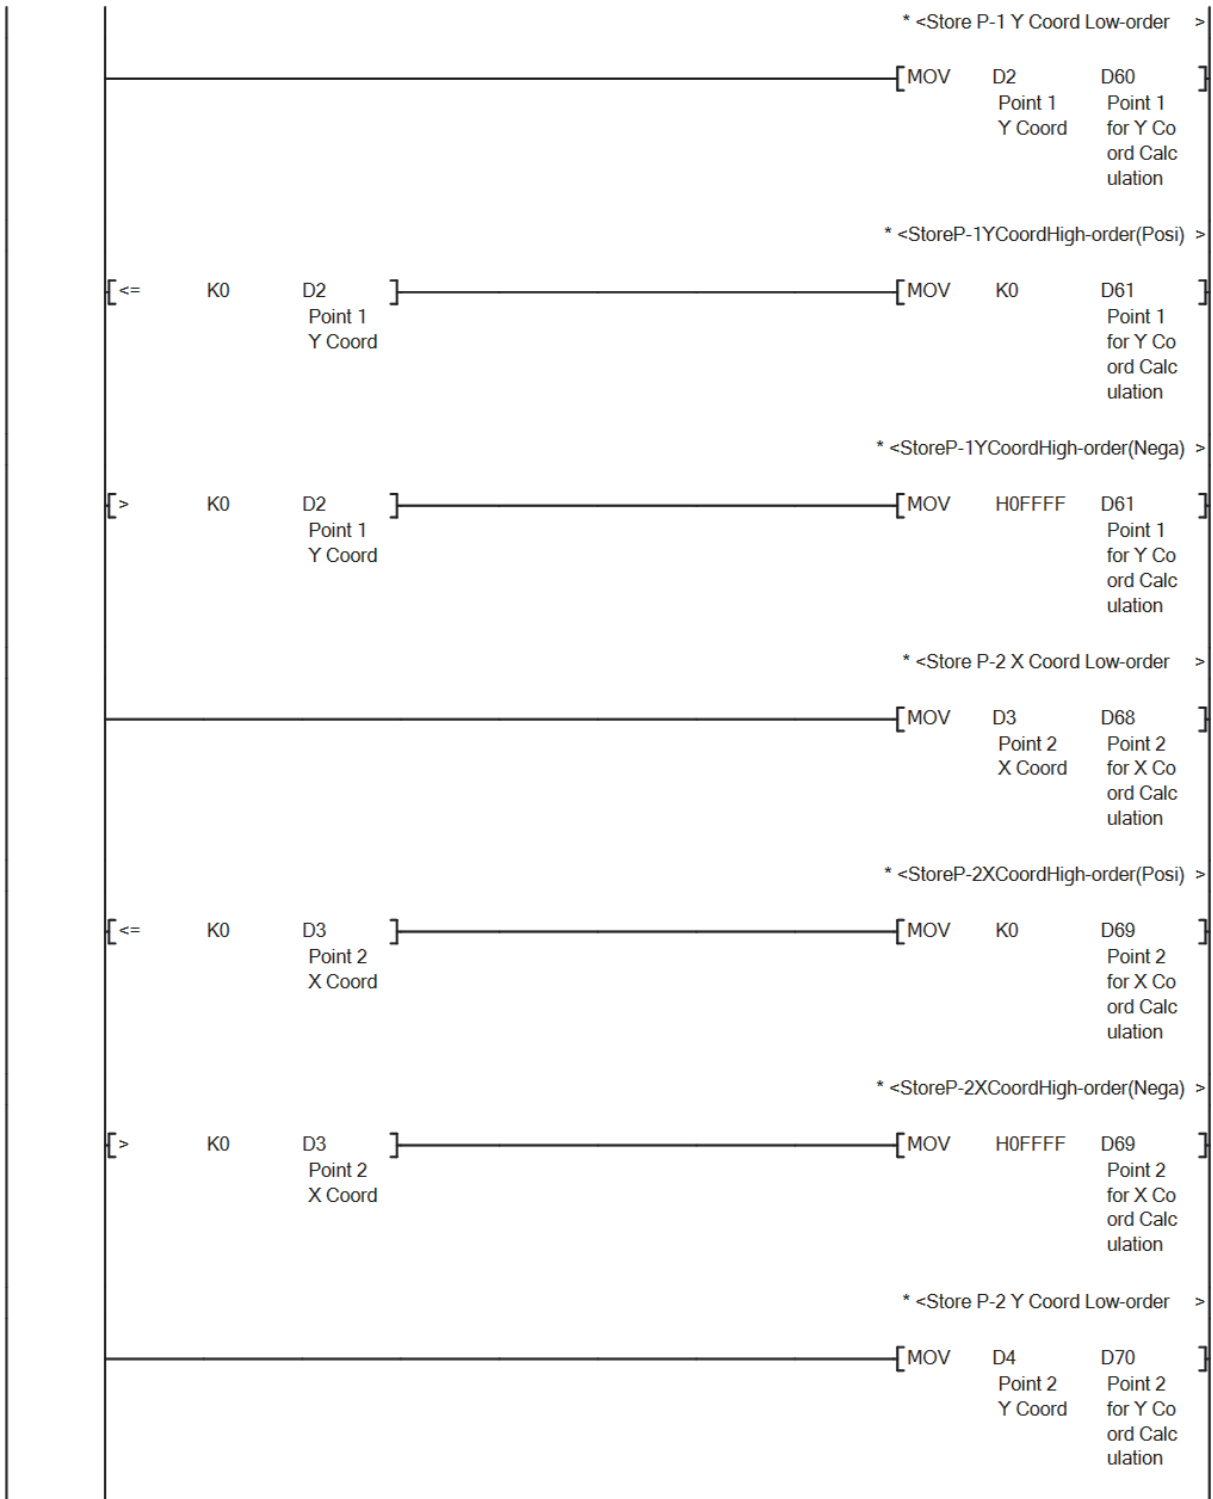 * <Store P-1 Y Coord Low-order >
MOV D2 D60
Point 1 Point 1
Y Coord for Y Co
ord Calc
ulation
* <StoreP-1YCoordHigh-order(Posi) >
<= K0 D2 MOV K0 D61
Point 1 Point 1
Y Coord for Y Co
ord Calc
ulation
* <StoreP-1YCoordHigh-order(Nega) >
> K0 D2 MOV H0FFFF D61
Point 1 Point 1
Y Coord for Y Co
ord Calc
ulation
* <Store P-2 X Coord Low-order >
MOV D3 D68
Point 2 Point 2
X Coord for X Co
ord Calc
ulation
* <StoreP-2XCoordHigh-order(Posi) >
<= K0 D3 MOV K0 D69
Point 2 Point 2
X Coord for X Co
ord Calc
ulation
* <StoreP-2XCoordHigh-order(Nega) >
> K0 D3 MOV H0FFFF D69
Point 2 Point 2
X Coord for X Co
ord Calc
ulation
* <Store P-2 Y Coord Low-order >
MOV D4 D70
Point 2 Point 2
Y Coord for Y Co
ord Calc
ulation